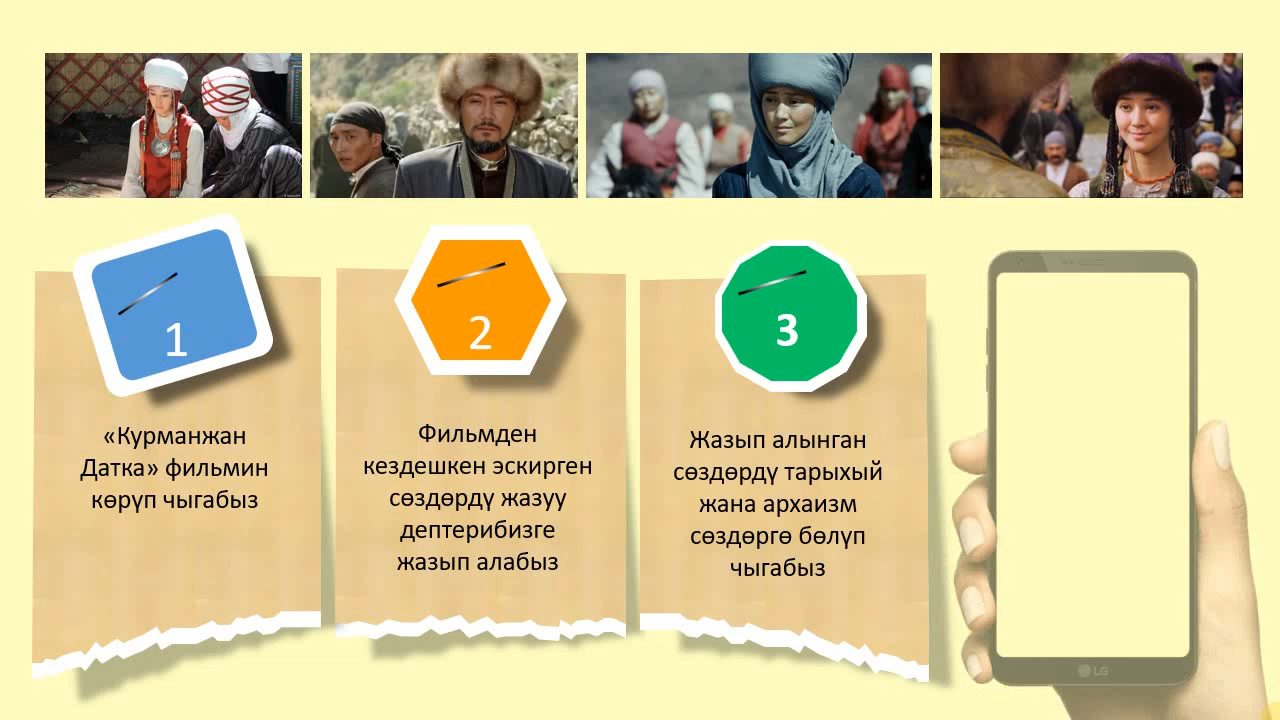 1
«Курманжан
Датка» фильмин
көрүп чыгабыз
2
Фильмден
кездешкен эскирген
сөздөрдү жазуу
дептерибизге
жазып алабыз
3
Жазып алынган
сөздөрдү тарыхый
жана архаизм
сөздөргө бөлүп
чыгабыз
LG